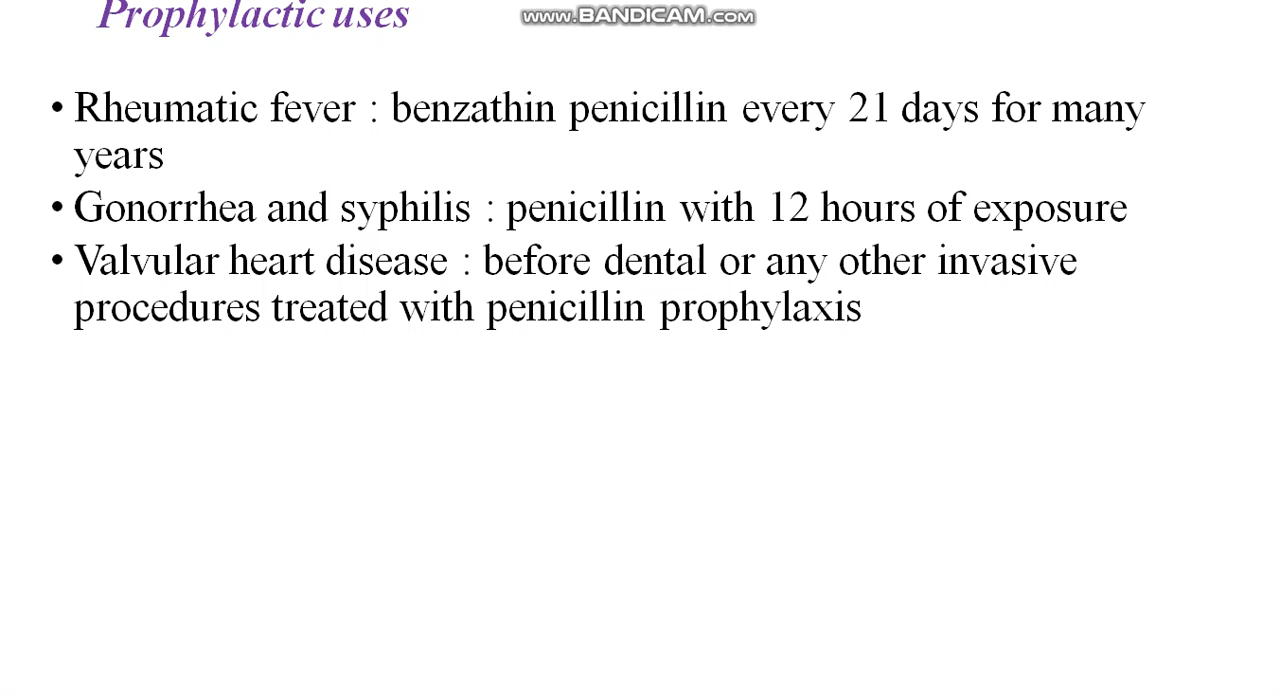 Prophylactic uses
www.BANDICAM.com
• Rheumatic fever : benzathin penicillin every 21 days for many
years
• Gonorrhea and syphilis : penicillin with 12 hours of exposure
• Valvular heart disease : before dental or any other invasive
procedures treated with penicillin prophylaxis